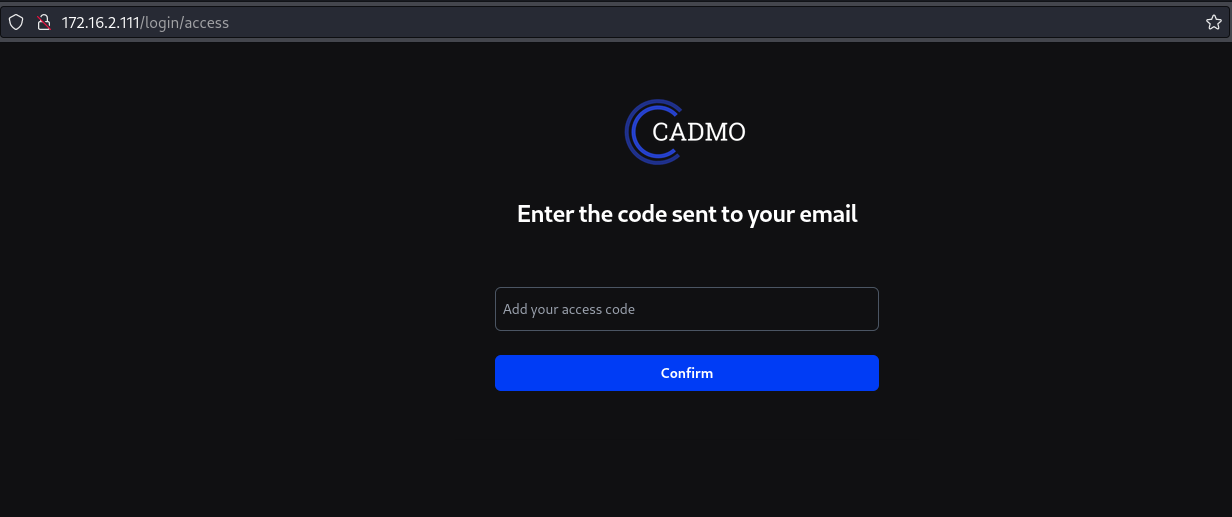 172.16.2.111/login/access
CADMO
Enter the code sent to your email
Add your access code
Confirm